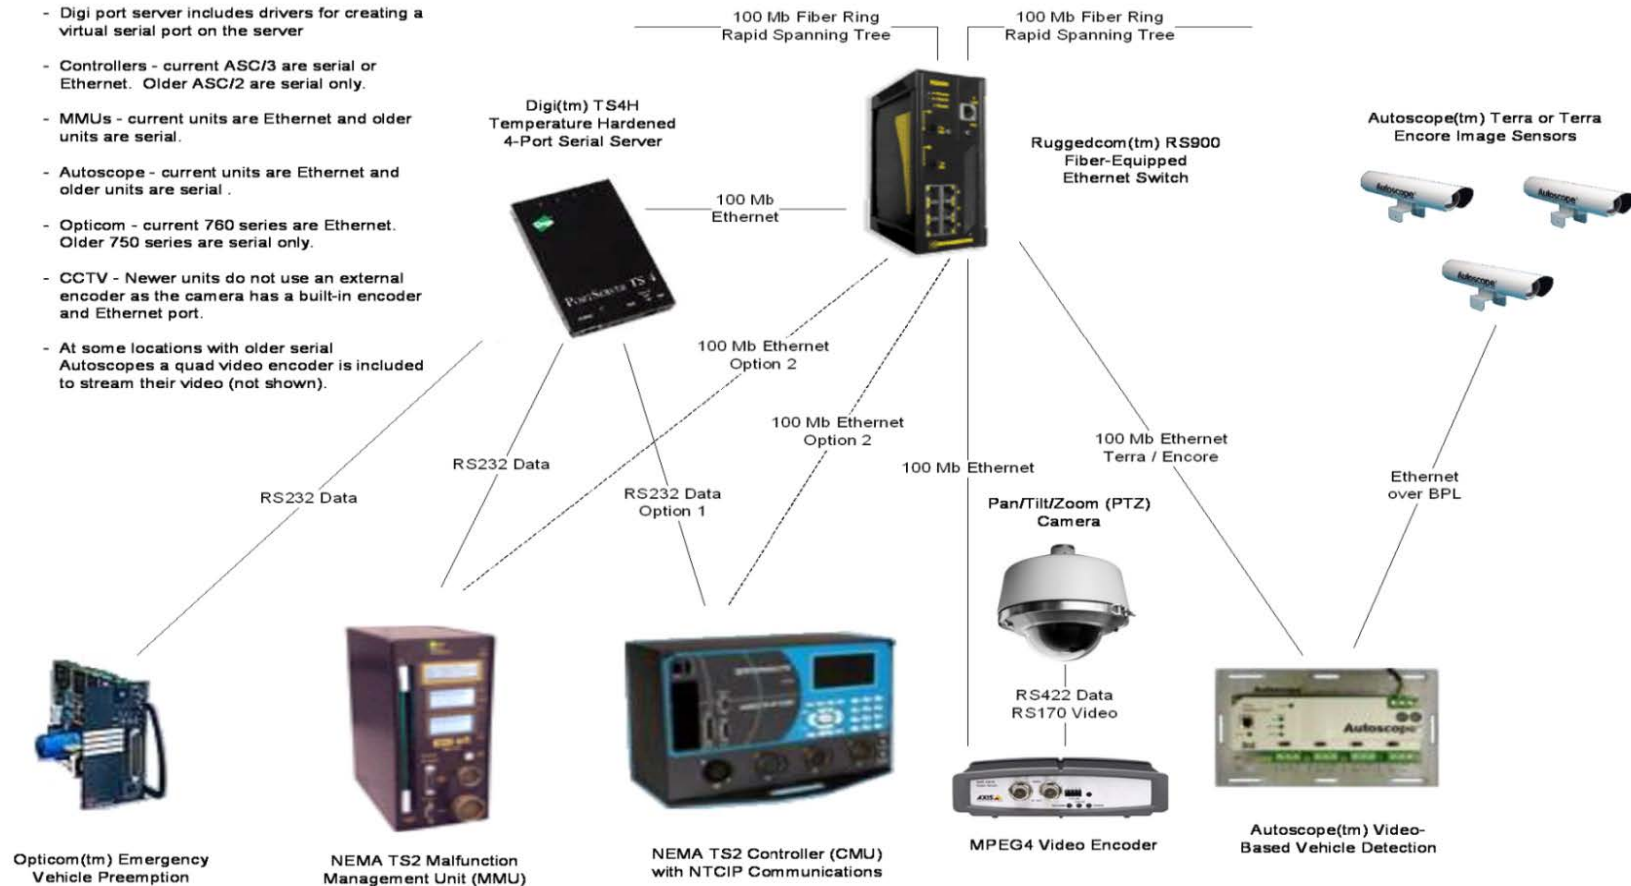 - Digi port server includes drivers for creating a
virtual serial port on the server
- Controllers - current ASC/3 are serial or
Ethernet. Older ASC/2 are serial only.
- MMUs - current units are Ethernet and older
units are serial.
- Autoscope - current units are Ethernet and
older units are serial .
- Opticom - current 760 series are Ethernet.
Older 750 series are serial only.
- CCTV - Newer units do not use an external
encoder as the camera has a built-in encoder
and Ethernet port.
- At some locations with older serial
Autoscopes a quad video encoder is included
to stream their video (not shown).
100 Mb Fiber Ring
Rapid Spanning Tree
100 Mb Fiber Ring
Rapid Spanning Tree
Digi(tm) TS4H
Temperature Hardened
4-Port Serial Server
Ruggedcom(tm) RS900
Fiber-Equipped
Ethernet Switch
Autoscope(tm) Terra or Terra
Encore Image Sensors
Autoscope
Autoscope
Autoscope
100 Mb
Ethernet
PORTSERVER TS 4
100 Mb Ethernet
Option 2
100 Mb Ethernet
Option 2
100 Mb Ethernet
Terra / Encore
RS232 Data
RS232 Data
RS232 Data
Option 1
100 Mb Ethernet
Ethernet
over BPL
Pan/Tilt/Zoom (PTZ)
Camera
RS422 Data
RS170 Video
Autoscope
Autoscope
AXIS
Opticom(tm) Emergency
Vehicle Preemption
NEMA TS2 Malfunction
Management Unit (MMU)
NEMA TS2 Controller (CMU)
with NTCIP Communications
MPEG4 Video Encoder
Autoscope(tm) Video-
Based Vehicle Detection